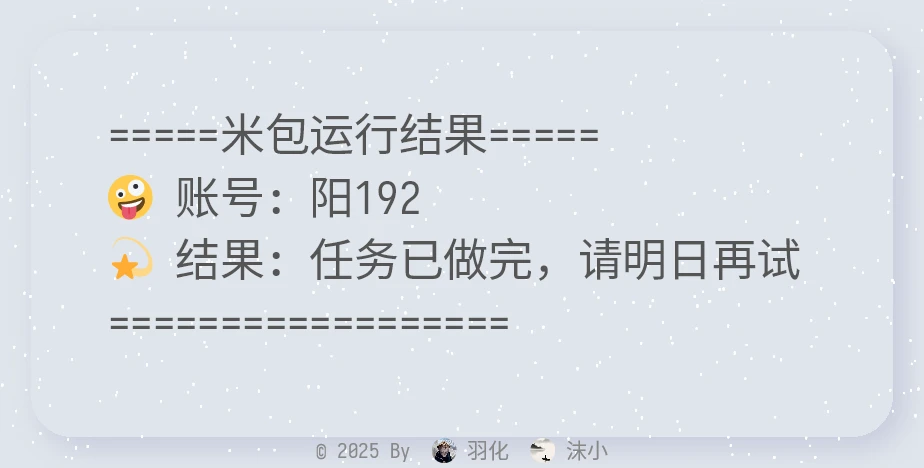 =====米包运行结果=====
🤪 账号：阳192
💫 结果：任务已做完，请明日再试
==================
© 2025 By 羽化 沫小